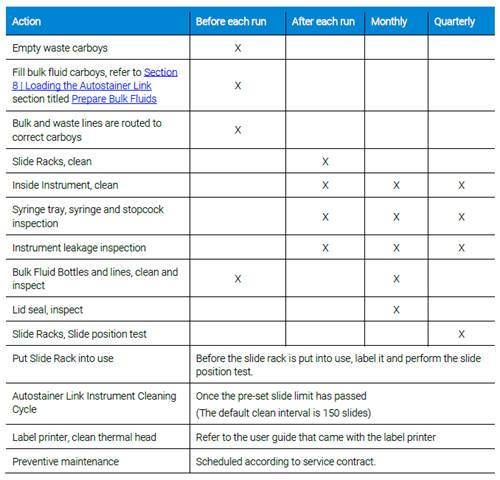 Action Before each run After each run Monthly Quarterly
Empty waste carboys X
Fill bulk fluid carboys, refer to Section
8 | Loading the Autostainer Link X
section titled Prepare Bulk Fluids
Bulk and waste lines are routed to X
correct carboys
Slide Racks, clean X
Inside Instrument, clean X X X
Syringe tray, syringe and stopcock X X X
inspection
Instrument leakage inspection X X X
Bulk Fluid Bottles and lines, clean and X X
inspect
Lid seal, inspect X
Slide Racks, Slide position test X
Put Slide Rack into use Before the slide rack is put into use, label it and perform the slide
position test.
Autostainer Link Instrument Cleaning Once the pre-set slide limit has passed
Cycle (The default clean interval is 150 slides)
Label printer, clean thermal head Refer to the user guide that came with the label printer
Preventive maintenance Scheduled according to service contract.